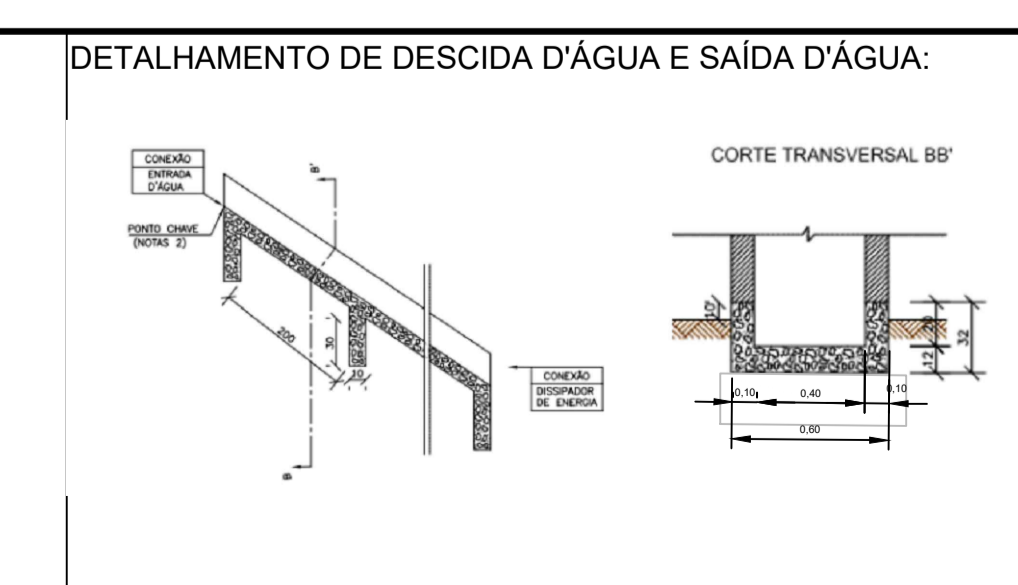 DETALHAMENTO DE DESCIDA D'ÁGUA E SAÍDA D'ÁGUA:
CONEXÃO
ENTRADA
D'ÁGUA
PONTO CHAVE
(NOTAS 2)
B'
200
30
10
B
CONEXÃO
DISSIPADOR
DE ENERGIA
CORTE TRANSVERSAL BB'
10
20
12
32
0,10
0,40
0,10
0,60